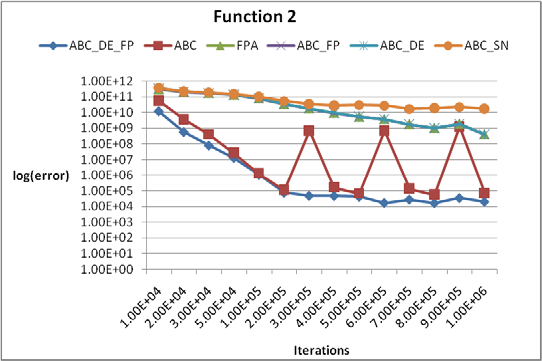 Function 2
ABC_DE_FP ABC FPA ABC_FP ABC_DE ABC_SN
1.00E+12
1.00E+11
1.00E+10
1.00E+09
1.00E+08
1.00E+07
1.00E+06
1.00E+05
1.00E+04
1.00E+03
1.00E+02
1.00E+01
1.00E+00
log(error)
1.00E+04 2.00E+04 3.00E+04 5.00E+04 1.00E+05 2.00E+05 3.00E+05 4.00E+05 5.00E+05 6.00E+05 7.00E+05 8.00E+05 9.00E+05 1.00E+06
Iterations